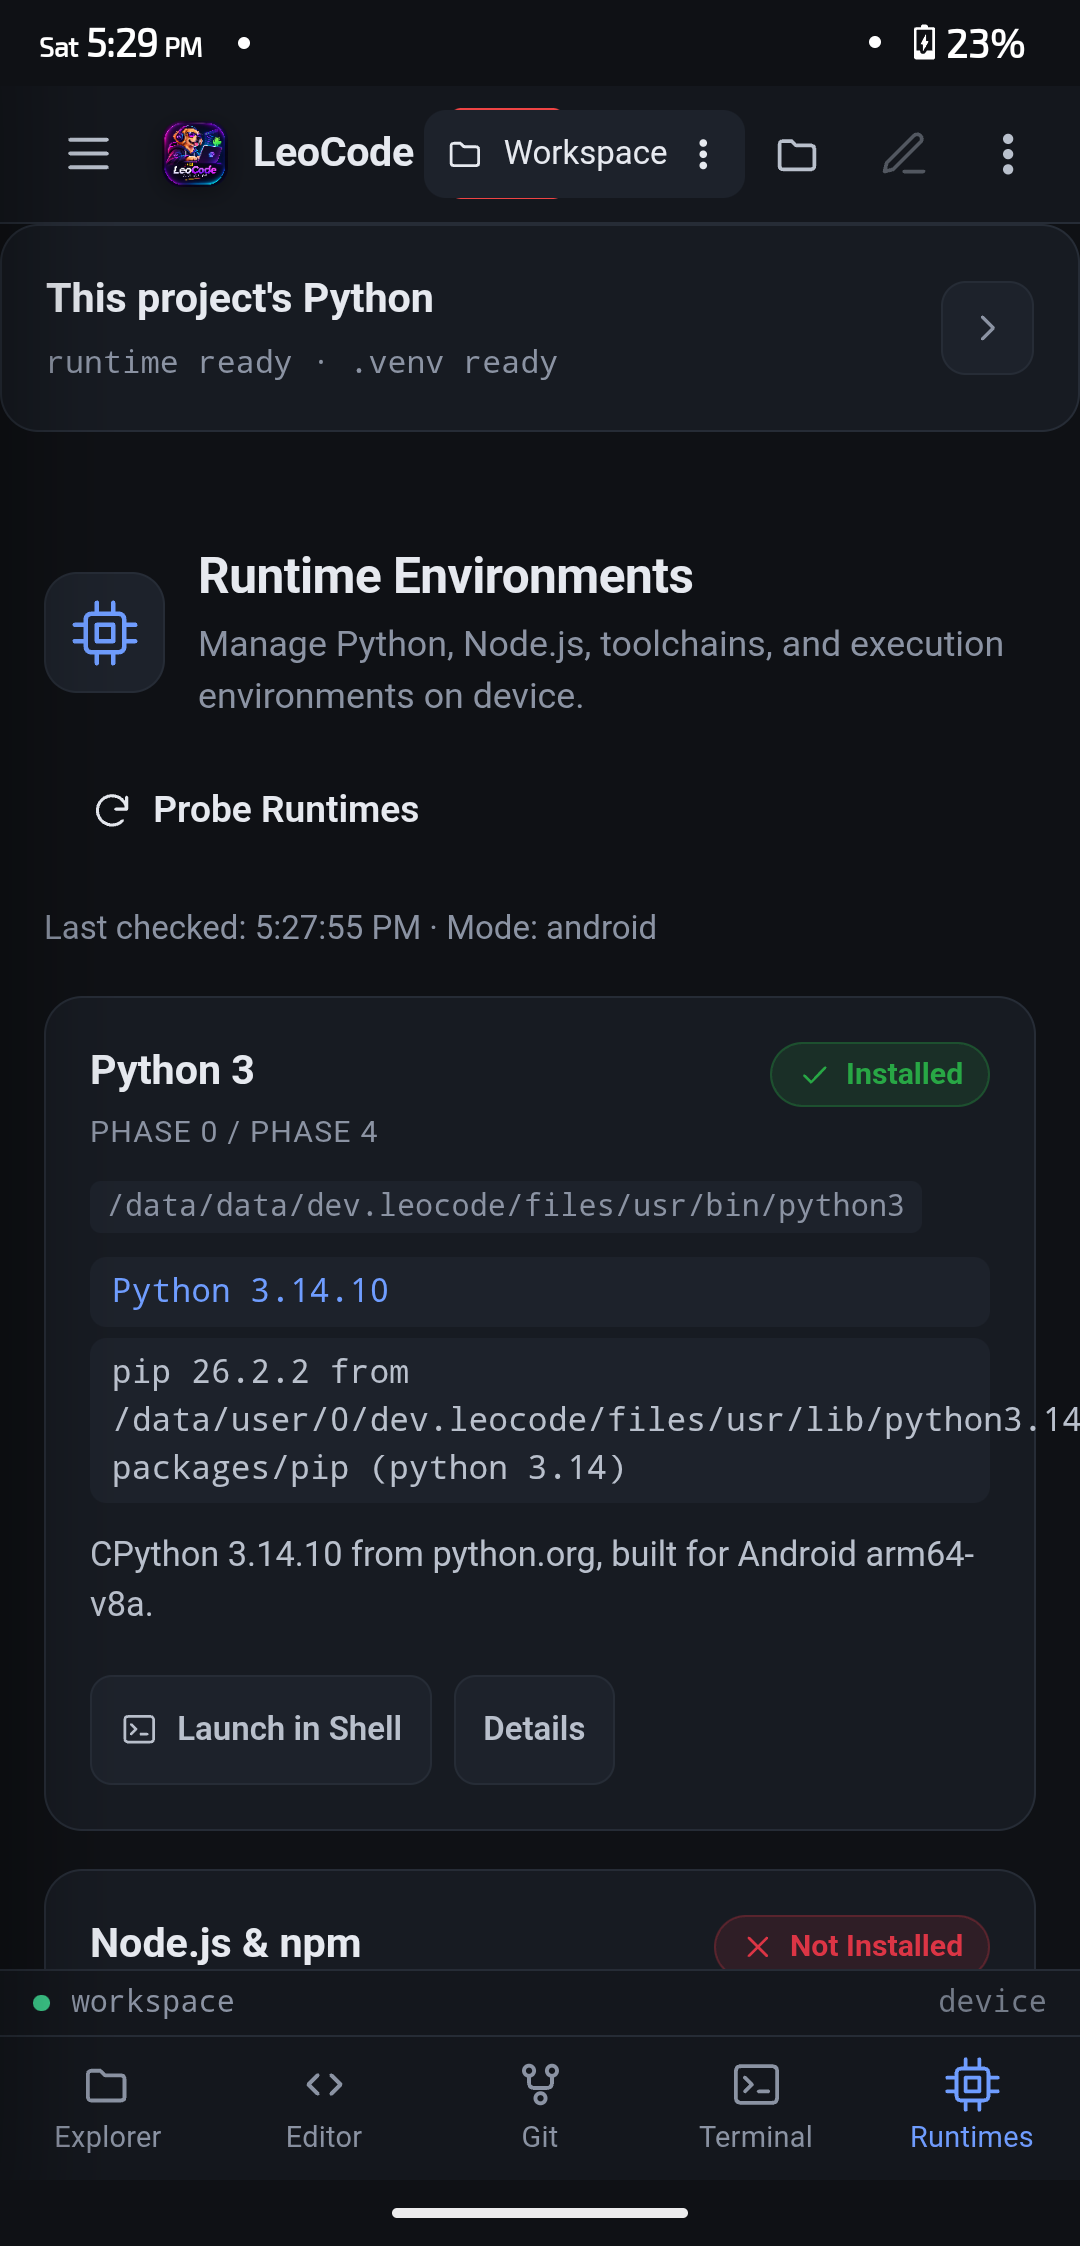 Sat 5:29 PM
23%
LeoCode
LeoCode
Workspace
This project's Python
runtime ready · .venv ready
Runtime Environments
Manage Python, Node.js, toolchains, and execution
environments on device.
Probe Runtimes
Last checked: 5:27:55 PM · Mode: android
Python 3
Installed
PHASE 0 / PHASE 4
/data/data/dev.leocode/files/usr/bin/python3
Python 3.14.10
pip 26.2.2 from
/data/user/0/dev.leocode/files/usr/lib/python3.14
packages/pip (python 3.14)
CPython 3.14.10 from python.org, built for Android arm64-
v8a.
Launch in Shell
Details
Node.js & npm
Not Installed
workspace
device
Explorer
Editor
Git
Terminal
Runtimes